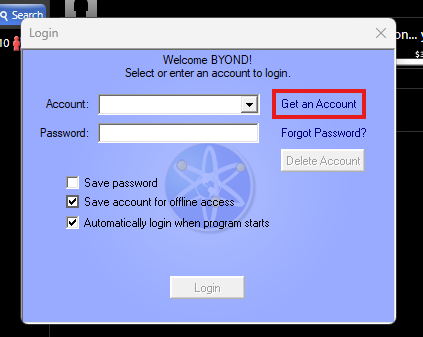 Search
Login
10
on... y
$3
Welcome BYOND!
Select or enter an account to login.
Account:
Get an Account
Password:
Forgot Password?
Delete Account
Save password
Save account for offline access
Automatically login when program starts
Login